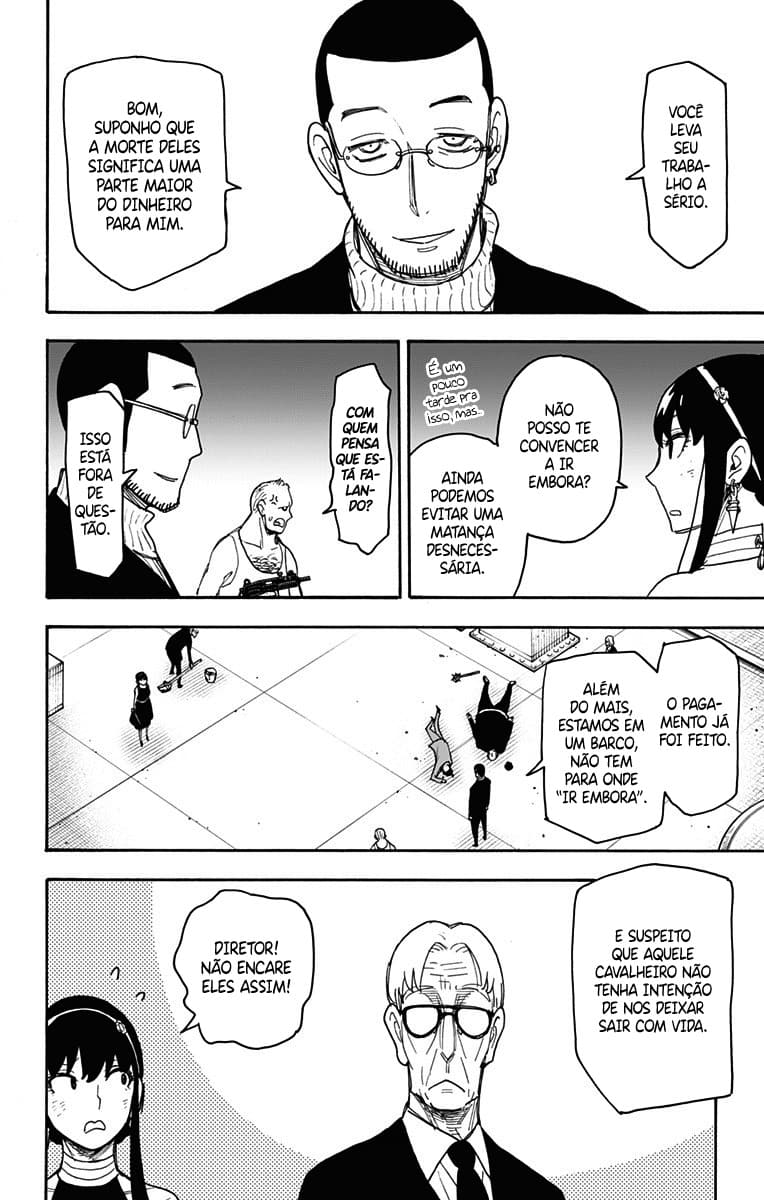 VOCÊ
LEVA
SEU
TRABA-
LHO A
SÉRIO.
BOM,
SUPONHO QUE
A MORTE DELES
SIGNIFICA UMA
PARTE MAIOR
DO DINHEIRO
PARA MIM.
NÃO
POSSO TE
CONVENCER
A IR
EMBORA?
AINDA
PODEMOS
EVITAR UMA
MATANÇA
DESNECES-
SÁRIA.
É um
pouco
tarde pra
isso, mas..
COM
QUEM
PENSA
QUE ES-
TÁ FA-
LAN-
DO?
ISSO
ESTÁ
FORA
DE
QUES-
TÃO.
O PAGA-
MENTO JÁ
FOI FEITO.
ALÉM
DO MAIS,
ESTAMOS EM
UM BARCO,
NÃO TEM
PARA ONDE
“IR EMBORA”.
E SUSPEITO
QUE AQUELE
CAVALHEIRO NÃO
TENHA INTENÇÃO
DE NOS DEIXAR
SAIR COM VIDA.
DIRETOR!
NÃO ENCARE
ELES ASSIM!